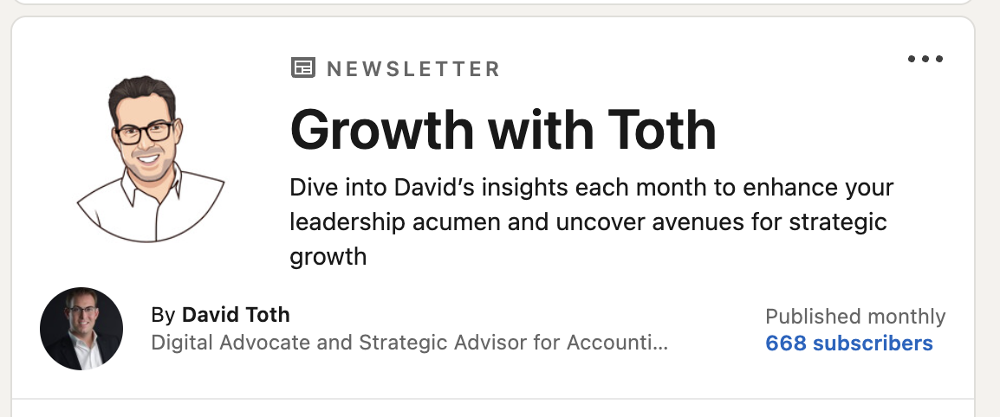 NEWSLETTER
Growth with Toth
Dive into David’s insights each month to enhance your
leadership acumen and uncover avenues for strategic
growth
By David Toth
Digital Advocate and Strategic Advisor for Accounti...
Published monthly
668 subscribers